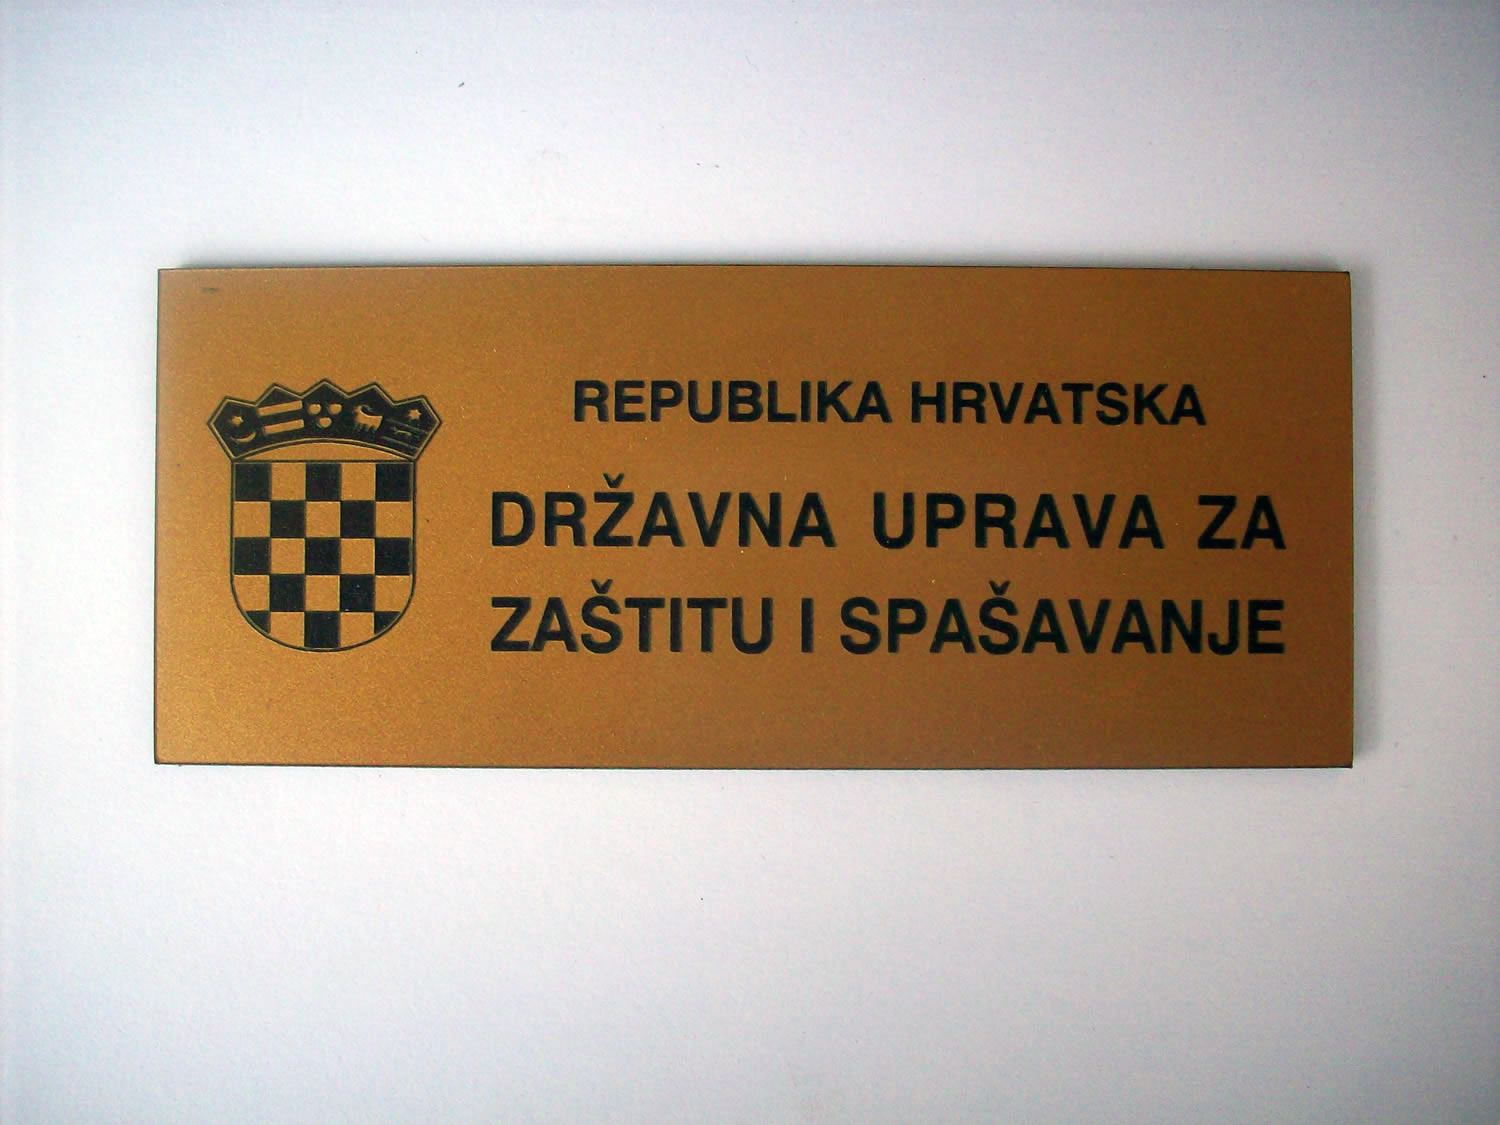 REPUBLIKA HRVATSKA
DRŽAVNA UPRAVA ZA
ZAŠTITU I SPAŠAVANJE